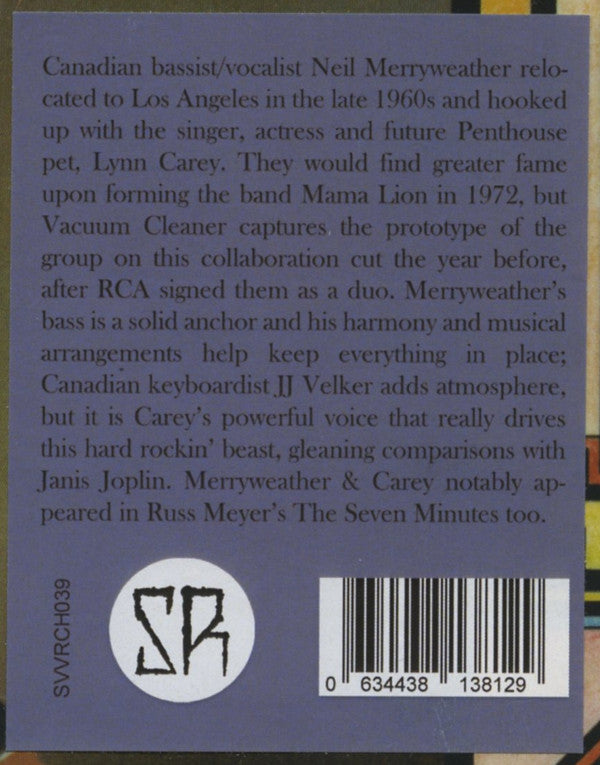 Canadian bassist/vocalist Neil Merryweather relo-
cated to Los Angeles in the late 1960s and hooked
up with the singer, actress and future Penthouse
pet, Lynn Carey. They would find greater fame
upon forming the band Mama Lion in 1972, but
Vacuum Cleaner captures the prototype of the
group on this collaboration cut the year before,
after RCA signed them as a duo. Merryweather's
bass is a solid anchor and his harmony and musical
arrangements help keep everything in place;
Canadian keyboardist JJ Velker adds atmosphere,
but it is Carey's powerful voice that really drives
this hard rockin' beast, gleaning comparisons with
Janis Joplin. Merryweather & Carey notably ap-
peared in Russ Meyer's The Seven Minutes too.
SVVRCH039
SR
0 634438 138129